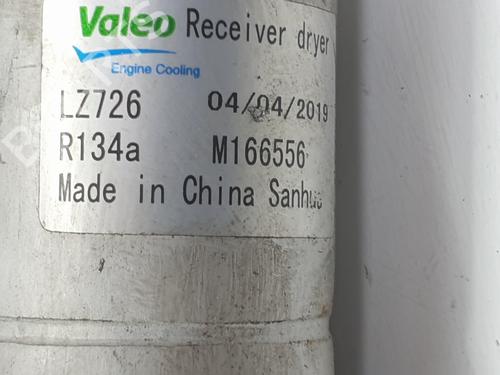 Valeo Receiver dryer
Engine Cooling
LZ726 04/04/2019
R134a M166556
Made in China Sanhua